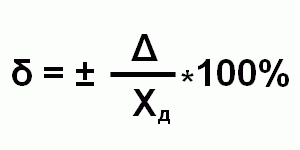 δ = ± Δ / Xд *100%